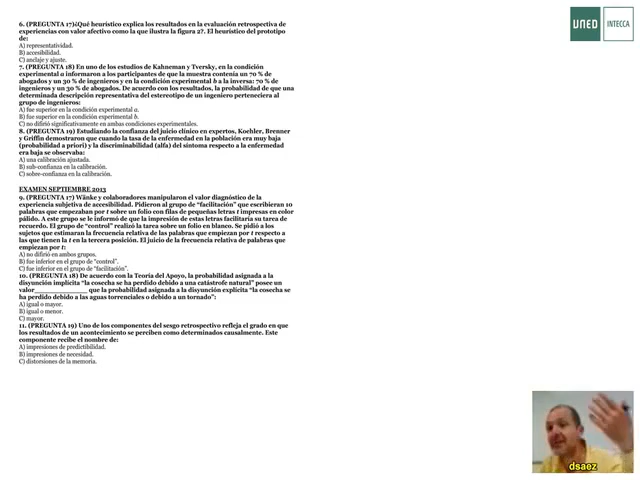 6. (PREGUNTA 17)¿Qué heurístico explica los resultados en la evaluación retrospectiva de
experiencias con valor afectivo como la que ilustra la figura 2?. El heurístico del prototipo
de:
A) representatividad.
B) accesibilidad.
C) anclaje y ajuste.
7. (PREGUNTA 18) En uno de los estudios de Kahneman y Tversky, en la condición
experimental a informaron a los participantes de que la muestra contenía un 70 % de
abogados y un 30 % de ingenieros y en la condición experimental b a la inversa: 70 % de
ingenieros y un 30 % de abogados. De acuerdo con los resultados, la probabilidad de que una
determinada descripción representativa del estereotipo de un ingeniero perteneciera al
grupo de ingenieros:
A) fue superior en la condición experimental a.
B) fue superior en la condición experimental b.
C) no difirió significativamente en ambas condiciones experimentales.
8. (PREGUNTA 19) Estudiando la confianza del juicio clínico en expertos, Koehler, Brenner
y Griffin demostraron que cuando la tasa de la enfermedad en la población era muy baja
(probabilidad a priori) y la discriminabilidad (alfa) del síntoma respecto a la enfermedad
era baja se observaba:
A) una calibración ajustada.
B) sub-confianza en la calibración.
C) sobre-confianza en la calibración.
EXAMEN SEPTIEMBRE 2013
9. (PREGUNTA 17) Wänke y colaboradores manipularon el valor diagnóstico de la
experiencia subjetiva de accesibilidad. Pidieron al grupo de “facilitación” que escribieran 10
palabras que empezaban por t sobre un folio con filas de pequeñas letras t impresas en color
pálido. A este grupo se le informó de que la impresión de estas letras facilitaría su tarea de
recuerdo. El grupo de “control” realizó la tarea sobre un folio en blanco. Se pidió a los
sujetos que estimaran la frecuencia relativa de las palabras que empiezan por t respecto a
las que tienen la t en la tercera posición. El juicio de la frecuencia relativa de palabras que
empiezan por t:
A) no difirió en ambos grupos.
B) fue inferior en el grupo de “control”.
C) fue inferior en el grupo de “facilitación”.
10. (PREGUNTA 18) De acuerdo con la Teoría del Apoyo, la probabilidad asignada a la
disyunción implícita “la cosecha se ha perdido debido a una catástrofe natural” posee un
valor______________ que la probabilidad asignada a la disyunción explícita “la cosecha se
ha perdido debido a las aguas torrenciales o debido a un tornado”:
A) igual o mayor.
B) igual o menor.
C) mayor.
11. (PREGUNTA 19) Uno de los componentes del sesgo retrospectivo refleja el grado en que
los resultados de un acontecimiento se perciben como determinados causalmente. Este
componente recibe el nombre de:
A) impresiones de predictibilidad.
B) impresiones de necesidad.
C) distorsiones de la memoria.
UNED INTECCA
dsaez